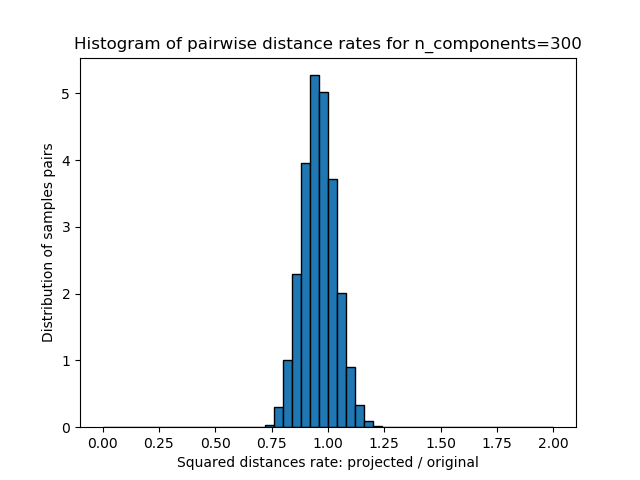 Histogram of pairwise distance rates for n_components=300
5
4
3
2
1
0
Distribution of samples pairs
0.00 0.25 0.50 0.75 1.00 1.25 1.50 1.75 2.00
Squared distances rate: projected / original